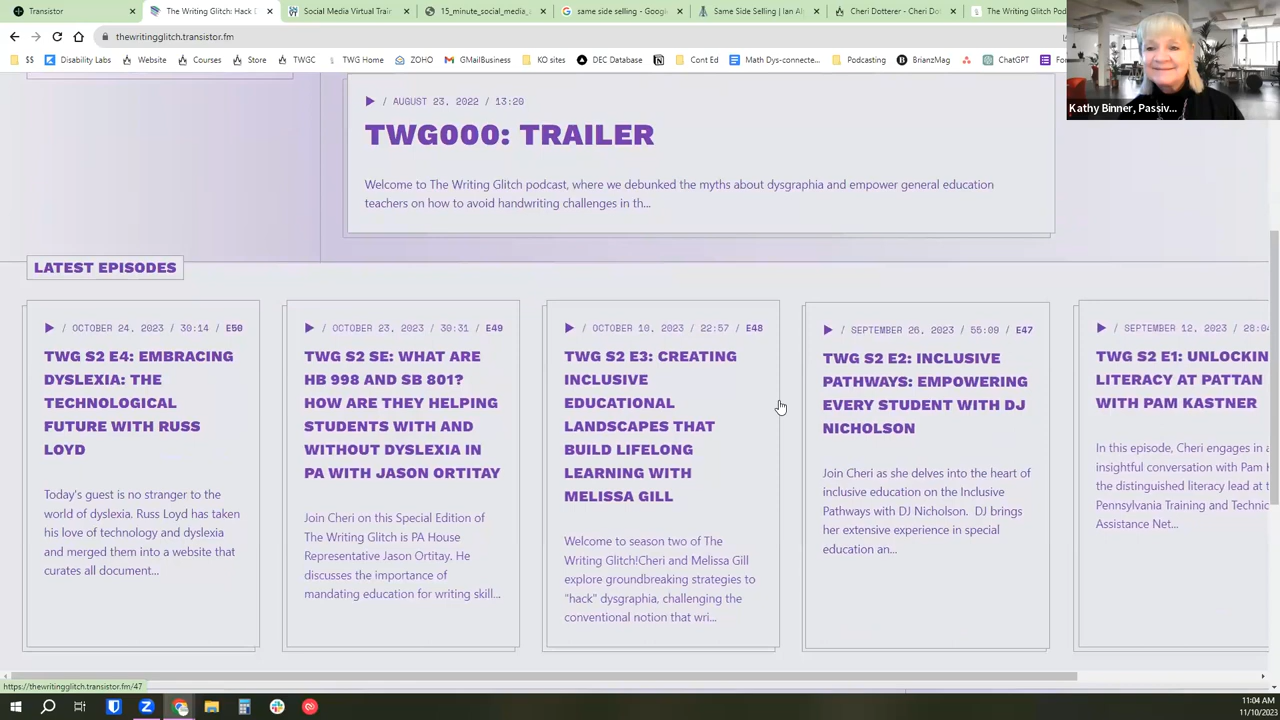 Transistor
The Writing Glitch: Hack D
Social Media Virtual Trai
15_minute_social_media_
same side selling - Googl
Same Side Selling | Ian Al
Cheri Dotterer - Cheri Do
The Writing Glitch Pod
thewritingglitch.transistor.fm
$$
Disability Labs
Website
Courses
Store
TWGC
TWG Home
ZOHO
GMailBusiness
KO sites
DEC Database
Cont Ed
Math Dys-connecte...
Podcasting
BrianzMag
ChatGPT
Kathy Binner, Passiv...
/ AUGUST 23, 2022 / 13:20
TWG000: TRAILER
Welcome to The Writing Glitch podcast, where we debunked the myths about dysgraphia and empower general education
teachers on how to avoid handwriting challenges in th...
LATEST EPISODES
/ OCTOBER 24, 2023 / 30:14 / E50
TWG S2 E4: EMBRACING
DYSLEXIA: THE
TECHNOLOGICAL
FUTURE WITH RUSS
LOYD
Today's guest is no stranger to the
world of dyslexia. Russ Loyd has taken
his love of technology and dyslexia
and merged them into a website that
curates all document...
/ OCTOBER 23, 2023 / 30:31 / E49
TWG S2 SE: WHAT ARE
HB 998 AND SB 801?
HOW ARE THEY HELPING
STUDENTS WITH AND
WITHOUT DYSLEXIA IN
PA WITH JASON ORTITAY
Join Cheri on this Special Edition of
The Writing Glitch is PA House
Representative Jason Ortitay. He
discusses the importance of
mandating education for writing skill...
/ OCTOBER 10, 2023 / 22:57 / E48
TWG S2 E3: CREATING
INCLUSIVE
EDUCATIONAL
LANDSCAPES THAT
BUILD LIFELONG
LEARNING WITH
MELISSA GILL
Welcome to season two of The
Writing Glitch!Cheri and Melissa Gill
explore groundbreaking strategies to
"hack" dysgraphia, challenging the
conventional notion that wri...
/ SEPTEMBER 26, 2023 / 55:09 / E47
TWG S2 E2: INCLUSIVE
PATHWAYS: EMPOWERING
EVERY STUDENT WITH DJ
NICHOLSON
Join Cheri as she delves into the heart of
inclusive education on the Inclusive
Pathways with DJ Nicholson. DJ brings
her extensive experience in special
education an...
/ SEPTEMBER 12, 2023 / 26:04
TWG S2 E1: UNLOCKIN
LITERACY AT PATTAN
WITH PAM KASTNER
In this episode, Cheri engages in a
insightful conversation with Pam
the distinguished literacy lead at t
Pennsylvania Training and Technic
Assistance Net...
https://thewritingglitch.transistor.fm/47
11:04 AM
11/10/2023